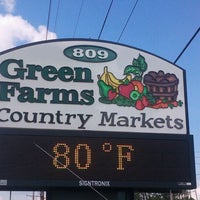 809
Green
Farms
Country Markets
80°F
SIGNTRONIX